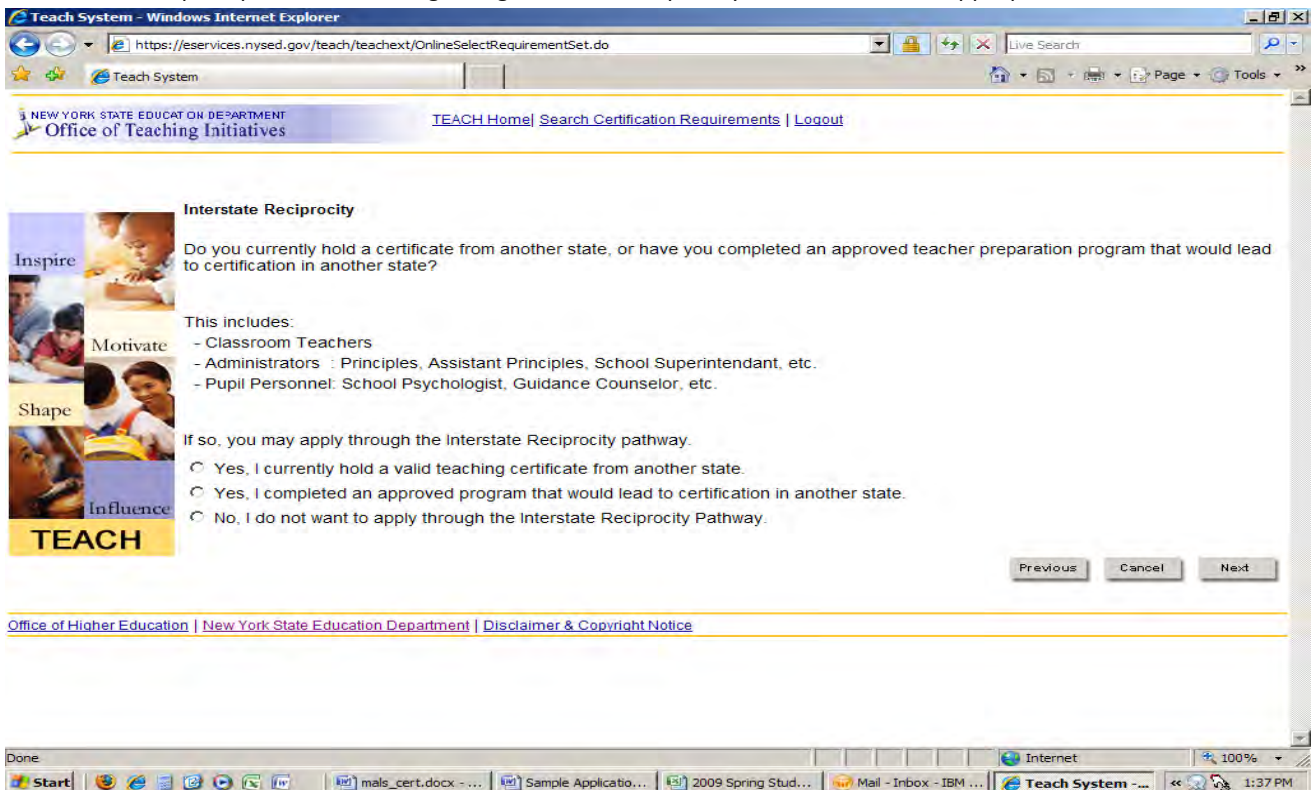 Teach System - Windows Internet Explorer
https://eservices.nysed.gov/teach/teachext/OnlineSelectRequirementSet.do
Live Search
Teach System
Page
Tools
NEW YORK STATE EDUCATION DEPARTMENT
Office of Teaching Initiatives
TEACH Home| Search Certification Requirements | Logout
Interstate Reciprocity
Do you currently hold a certificate from another state, or have you completed an approved teacher preparation program that would lead
to certification in another state?
This includes:
- Classroom Teachers
- Administrators : Principles, Assistant Principles, School Superintendant, etc.
- Pupil Personnel: School Psychologist, Guidance Counselor, etc.
If so, you may apply through the Interstate Reciprocity pathway.
Yes, I currently hold a valid teaching certificate from another state.
Yes, I completed an approved program that would lead to certification in another state.
No, I do not want to apply through the Interstate Reciprocity Pathway.
Inspire
Motivate
Shape
Influence
TEACH
Previous Cancel Next
Office of Higher Education | New York State Education Department | Disclaimer & Copyright Notice
Done
Internet
100%
Start
mals_cert.docx - ...
Sample Applicatio...
2009 Spring Stud...
Mail - Inbox - IBM ...
Teach System -...
1:37 PM